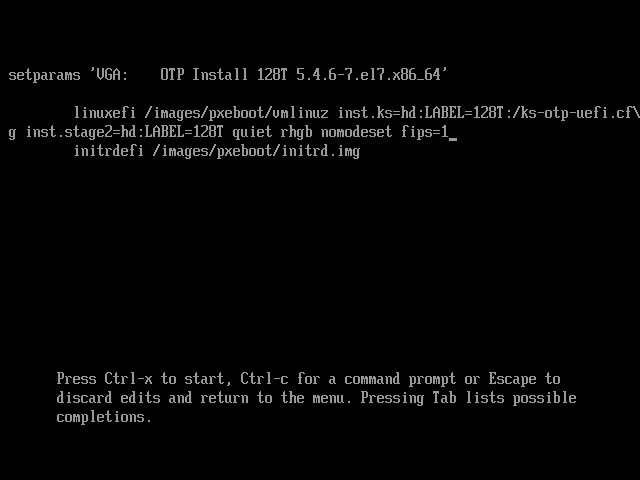 setparams 'VGA:    OTP Install 128T 5.4.6-7.el7.x86_64'
linuxefi /images/pxeboot/vmlinuz inst.ks=hd:LABEL=128T:/ks-otp-uefi.cf\
g inst.stage2=hd:LABEL=128T quiet rhgb nomodeset fips=1_
initrdefi /images/pxeboot/initrd.img
Press Ctrl-x to start, Ctrl-c for a command prompt or Escape to
discard edits and return to the menu. Pressing Tab lists possible
completions.